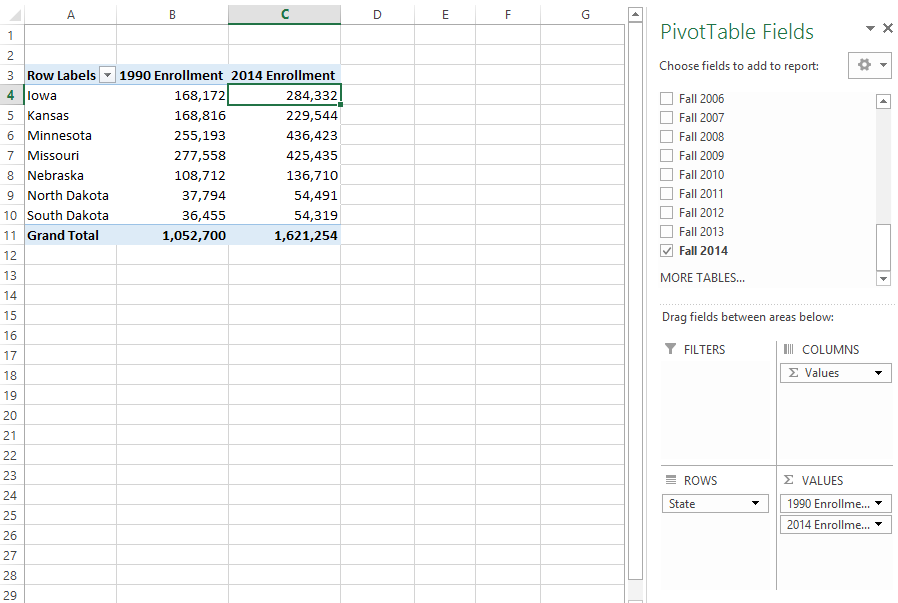 A B C D E F G
1
2
3 Row Labels 1990 Enrollment 2014 Enrollment
4 Iowa 168,172 284,332
5 Kansas 168,816 229,544
6 Minnesota 255,193 436,423
7 Missouri 277,558 425,435
8 Nebraska 108,712 136,710
9 North Dakota 37,794 54,491
10 South Dakota 36,455 54,319
11 Grand Total 1,052,700 1,621,254
12
13
14
15
16
17
18
19
20
21
22
23
24
25
26
27
28
29
PivotTable Fields
Choose fields to add to report:
Fall 2006
Fall 2007
Fall 2008
Fall 2009
Fall 2010
Fall 2011
Fall 2012
Fall 2013
Fall 2014
MORE TABLES...
Drag fields between areas below:
FILTERS
COLUMNS
Σ Values
ROWS
State
Σ VALUES
1990 Enrollme...
2014 Enrollme...